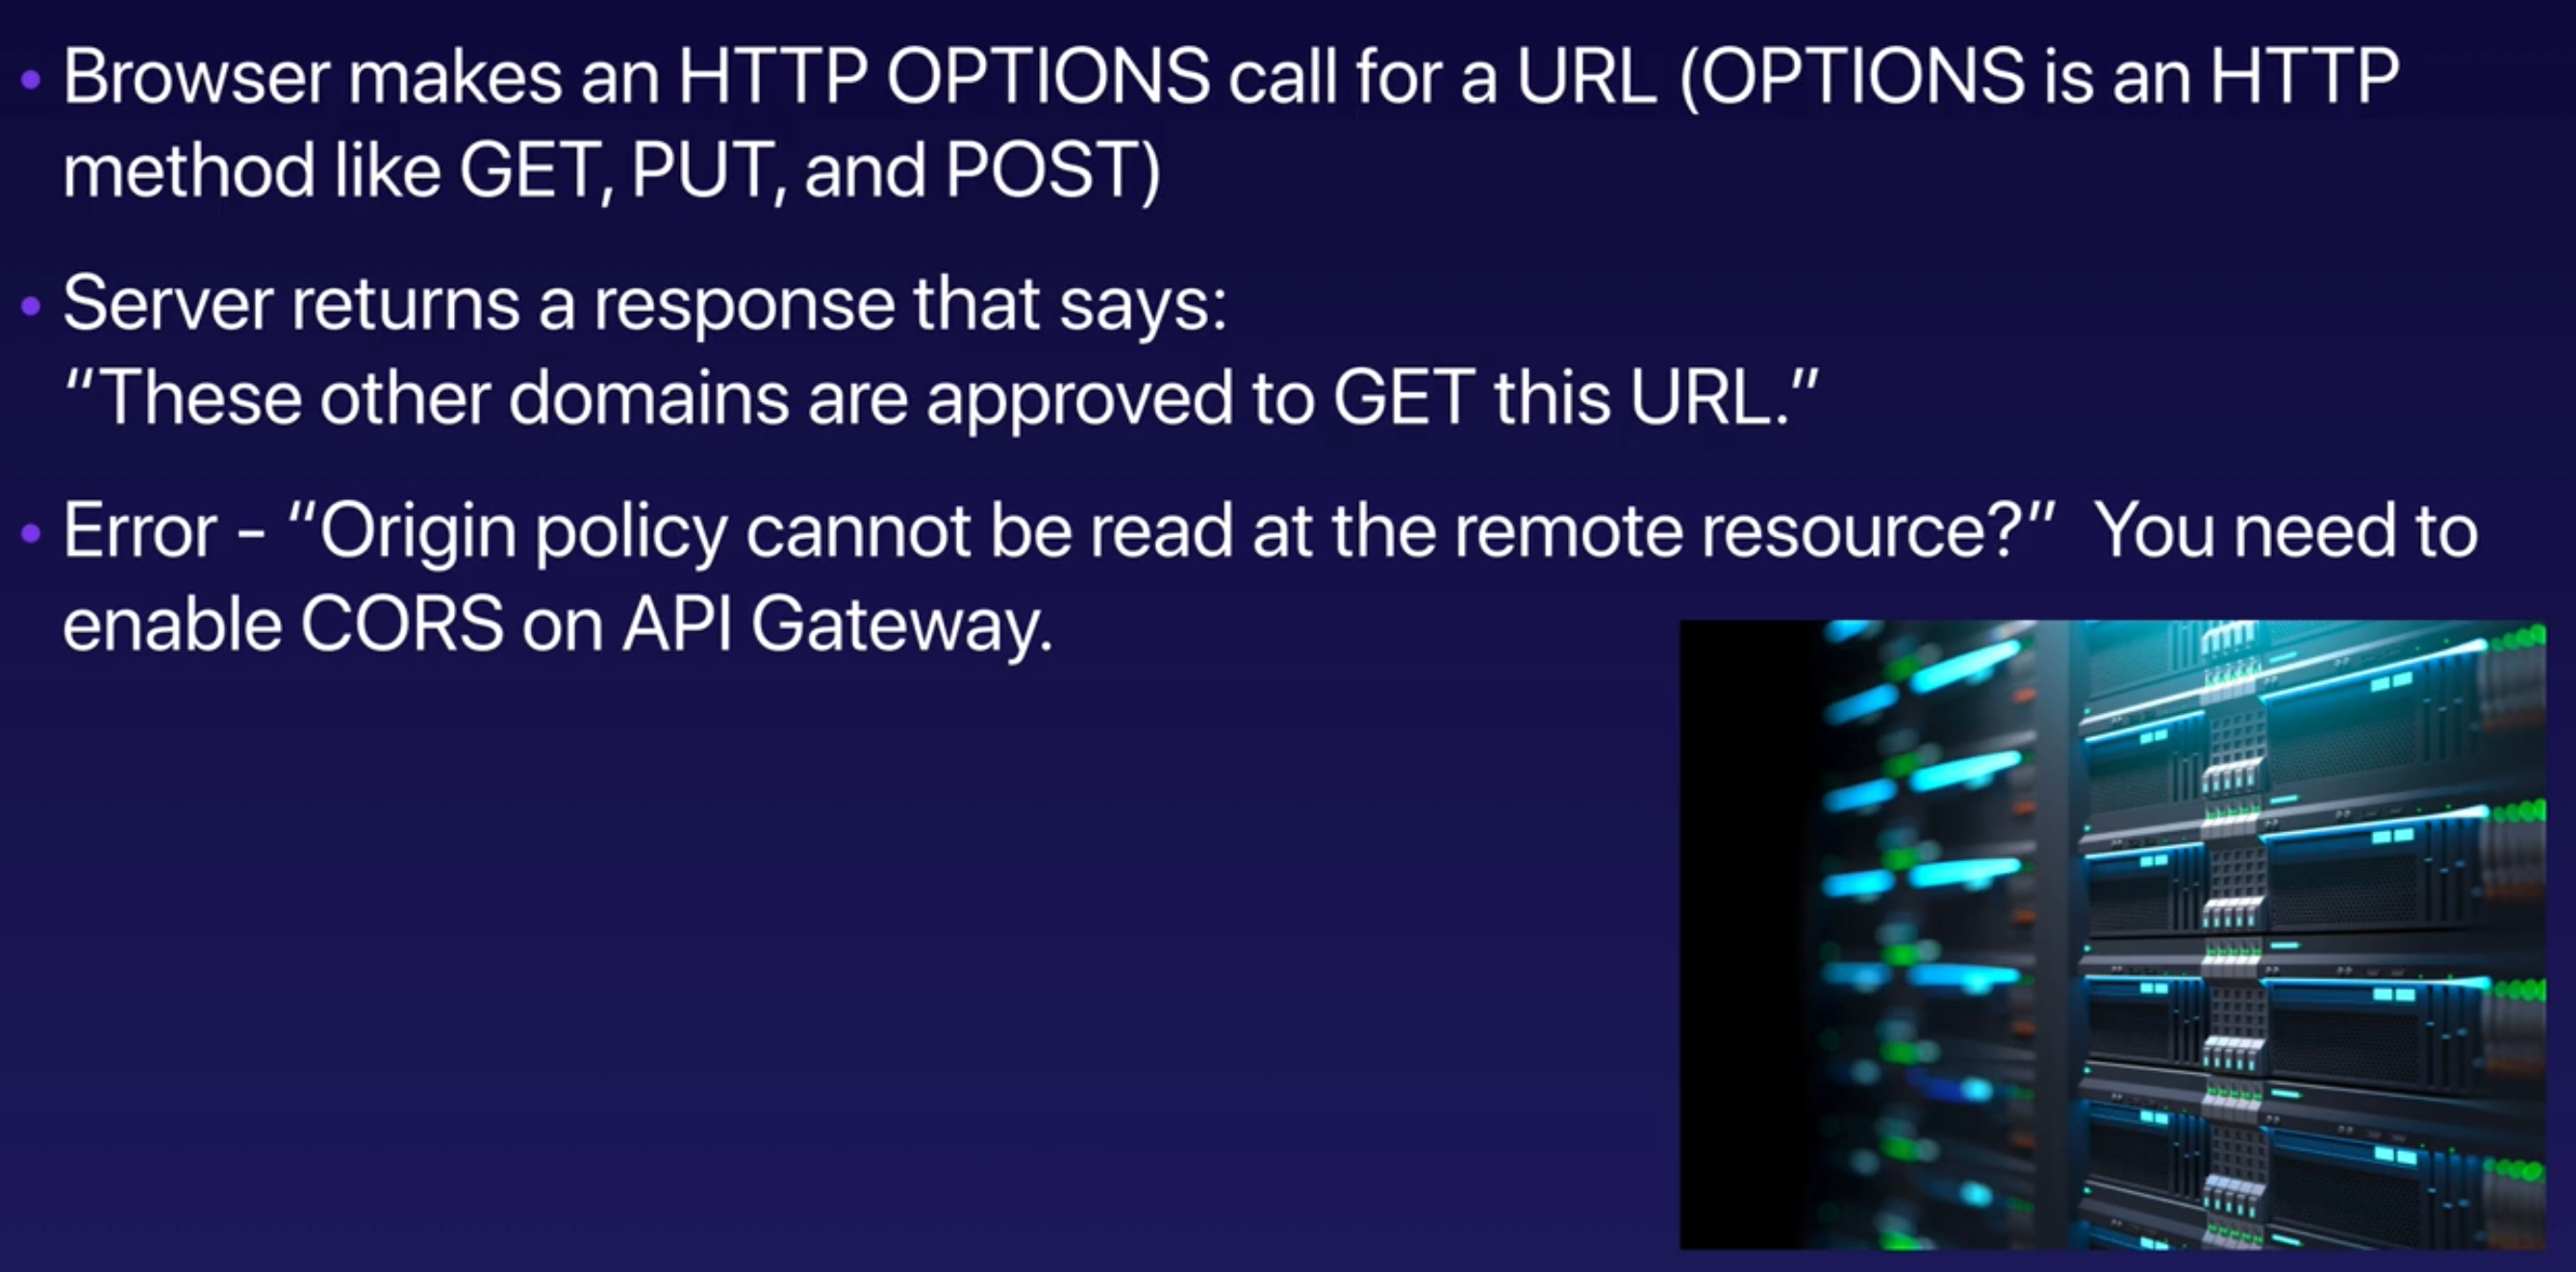 • Browser makes an HTTP OPTIONS call for a URL (OPTIONS is an HTTP
method like GET, PUT, and POST)
• Server returns a response that says:
“These other domains are approved to GET this URL.”
• Error - “Origin policy cannot be read at the remote resource?” You need to
enable CORS on API Gateway.